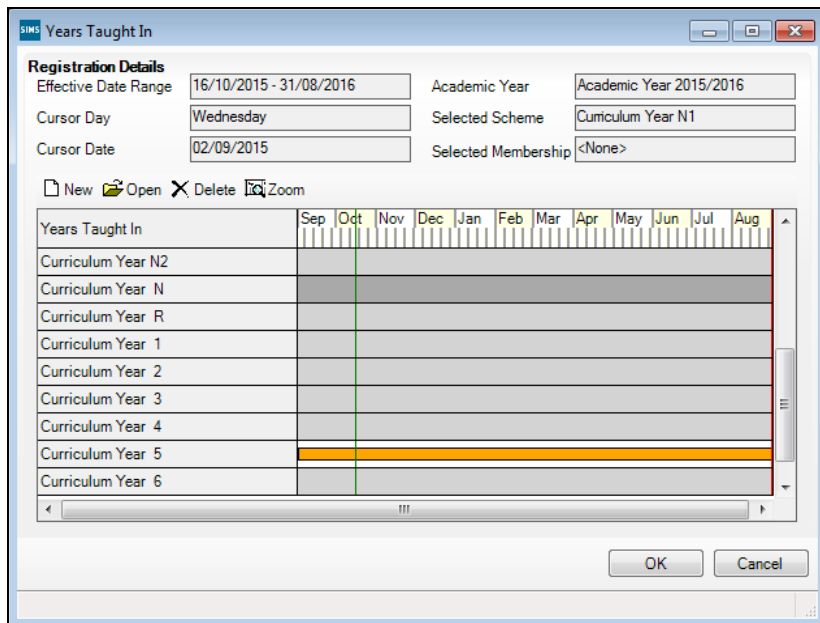 SIMS Years Taught In
Registration Details
Effective Date Range 16/10/2015 - 31/08/2016 Academic Year Academic Year 2015/2016
Cursor Day Wednesday Selected Scheme Curriculum Year N1
Cursor Date 02/09/2015 Selected Membership <None>
New Open Delete Zoom
Years Taught In Sep Oct Nov Dec Jan Feb Mar Apr May Jun Jul Aug
Curriculum Year N2
Curriculum Year N
Curriculum Year R
Curriculum Year 1
Curriculum Year 2
Curriculum Year 3
Curriculum Year 4
Curriculum Year 5
Curriculum Year 6
OK Cancel